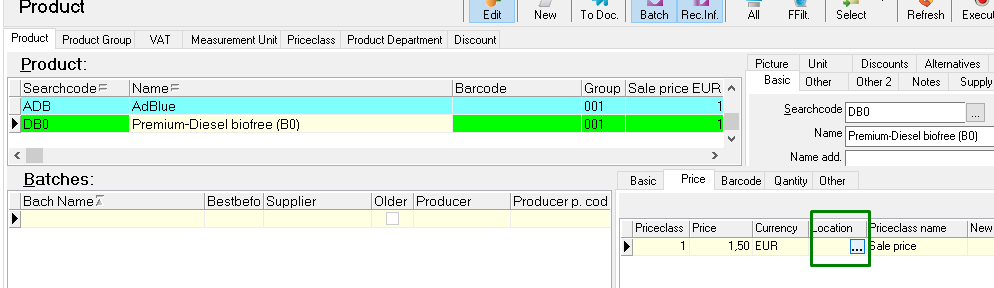 Product
Edit New To Doc. Batch Rec.Inf. All FFilt. Select Refresh
Product Product Group VAT Measurement Unit Priceclass Product Department Discount
Product:
Searchcode Name Barcode Group Sale price EUR
ADB AdBlue 001 1
DB0 Premium-Diesel biofree (B0) 001 1
Picture Unit Discounts Alternatives
Basic Other Other 2 Notes Supply
Searchcode DB0 ...
Name Premium-Diesel biofree (B0)
Name add.
Batches:
Bach Name Bestbefo Supplier Older Producer Producer p. cod
Basic Price Barcode Qantity Other
Priceclass Price Currency Location Priceclass name New
1 1,50 EUR ... Sale price